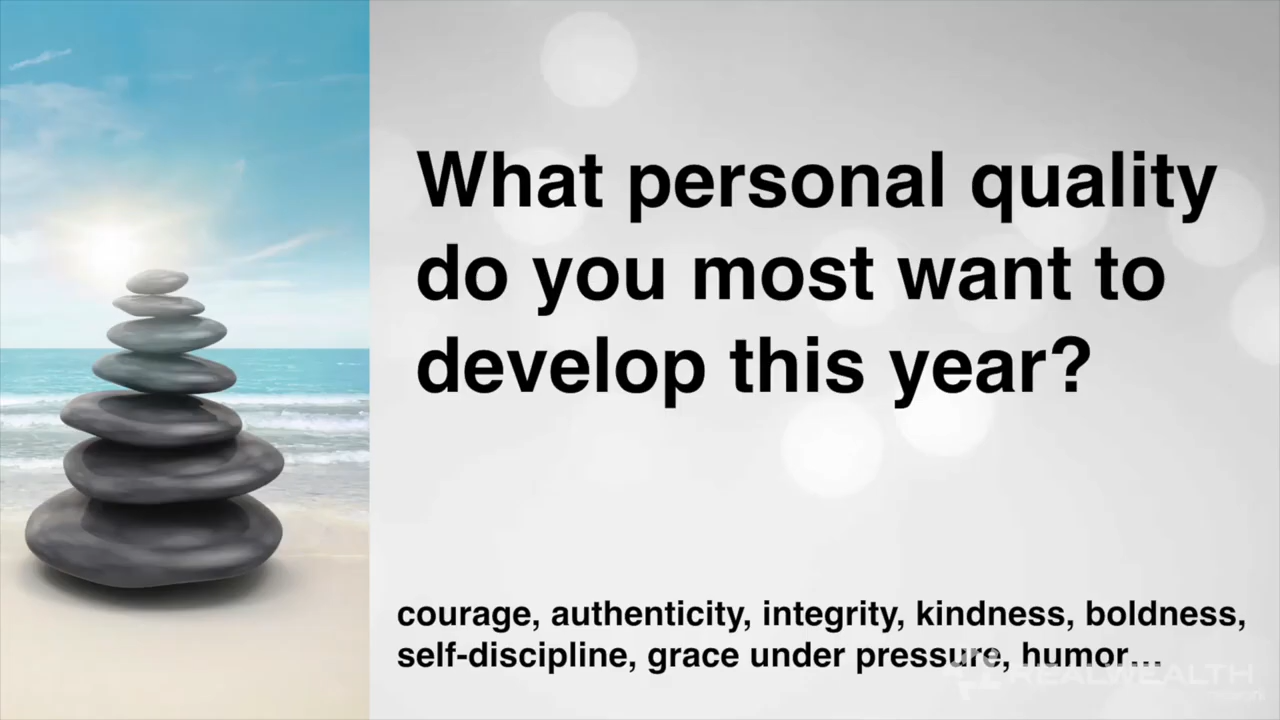 What personal quality
do you most want to
develop this year?
courage, authenticity, integrity, kindness, boldness,
self-discipline, grace under pressure, humor...
REALWEALTH
network